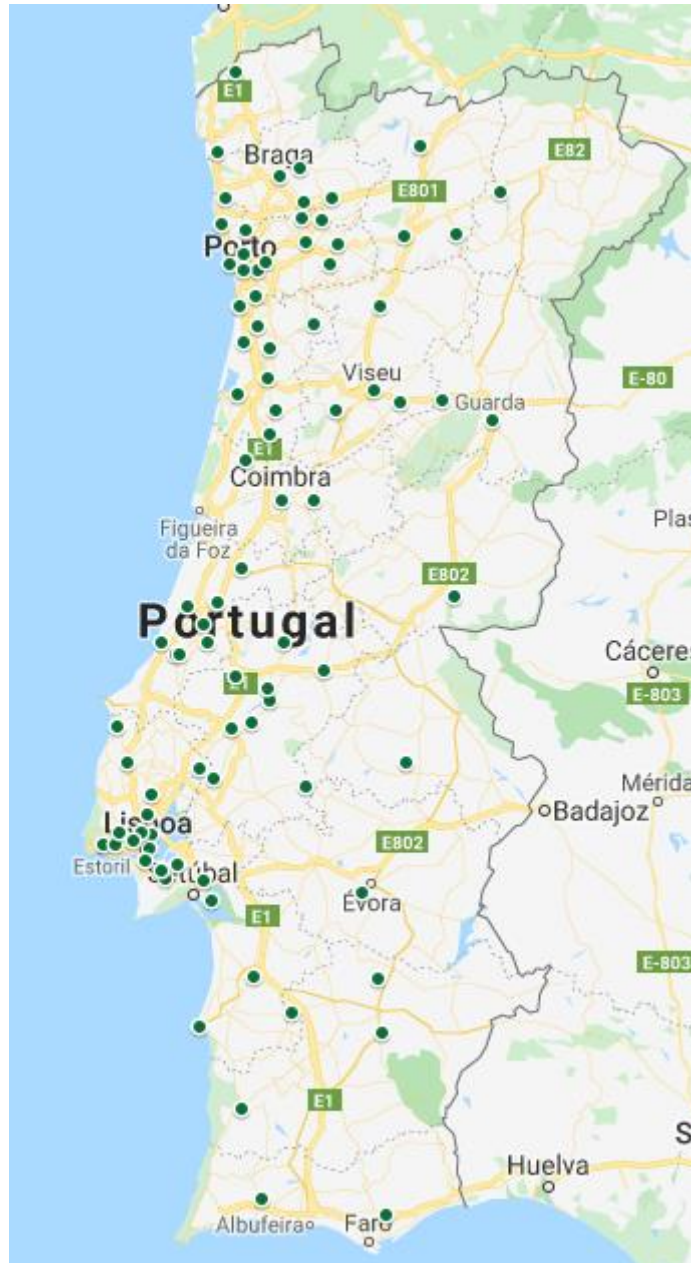 E1
Braga
E82
E801
Porto
Viseu
E-80
Guarda
E1
Coimbra
Figueira
da Foz
Plas
E802
Portugal
Cáceres
E1
E-803
Mérida
Lisboa
Badajoz
E802
Estoril
Setúbal
Évora
E1
E-803
E1
S
Huelva
Albufeira
Faro